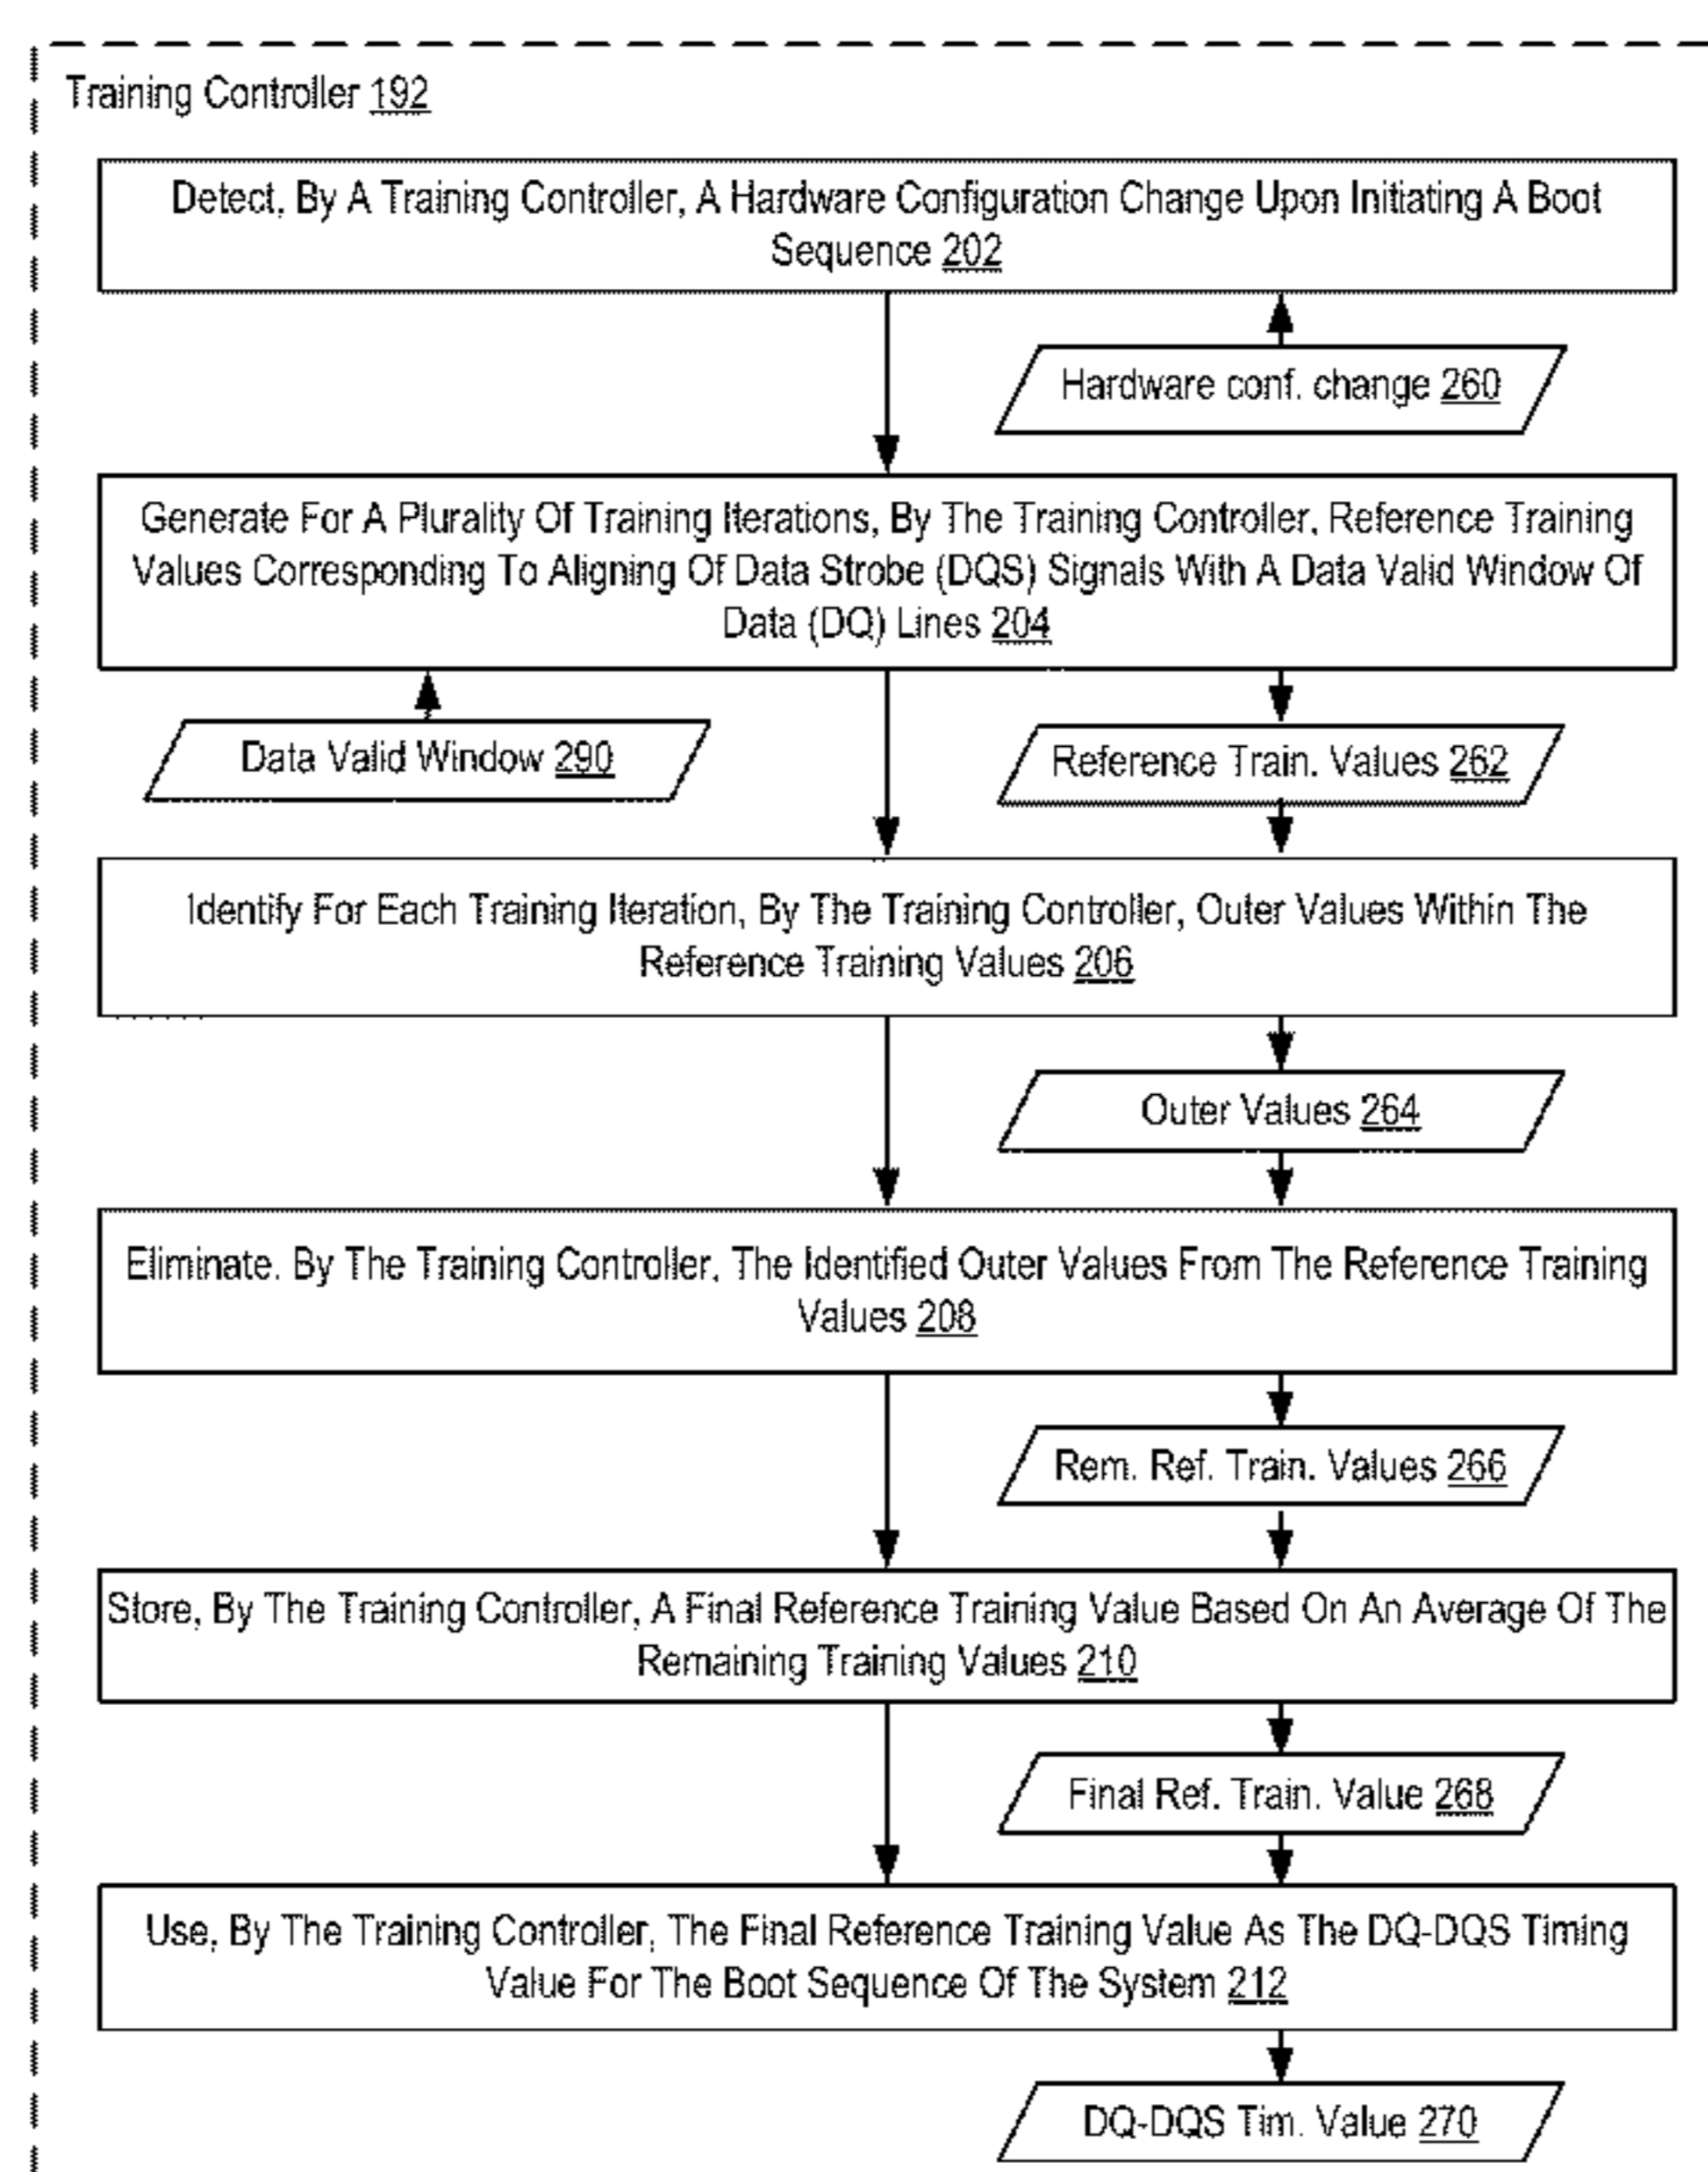 Training Controller 192
Detect, By A Training Controller, A Hardware Configuration Change Upon Initiating A Boot
Sequence 202
Hardware conf. change 260
Generate For A Plurality Of Training Iterations, By The Training Controller, Reference Training
Values Corresponding To Aligning Of Data Strobe (DQS) Signals With A Data Valid Window Of
Data (DQ) Lines 204
Data Valid Window 290
Reference Train. Values 262
Identify For Each Training Iteration, By The Training Controller, Outer Values Within The
Reference Training Values 206
Outer Values 264
Eliminate. By The Training Controller, The Identified Outer Values From The Reference Training
Values 208
Rem. Ref. Train. Values 266
Store, By The Training Controller, A Final Reference Training Value Based On An Average Of The
Remaining Training Values 210
Final Ref. Train. Value 268
Use, By The Training Controller, The Final Reference Training Value As The DQ-DQS Timing
Value For The Boot Sequence Of The System 212
DQ-DQS Tim. Value 270